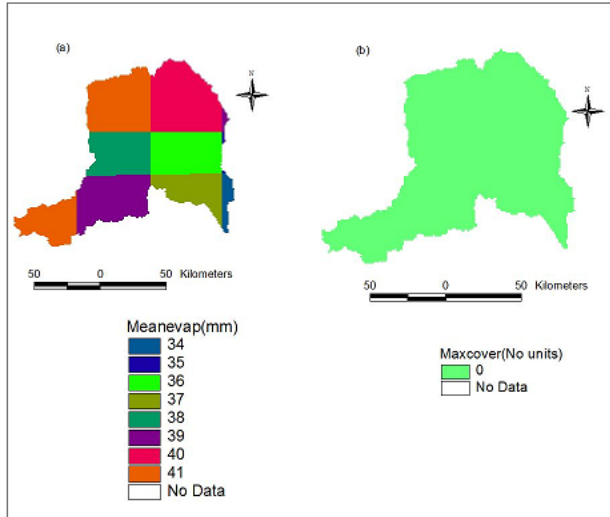 (a)
N
50 0 50 Kilometers
Meanevap(mm)
34
35
36
37
38
39
40
41
No Data
(b)
N
50 0 50 Kilometers
Maxcover(No units)
0
No Data